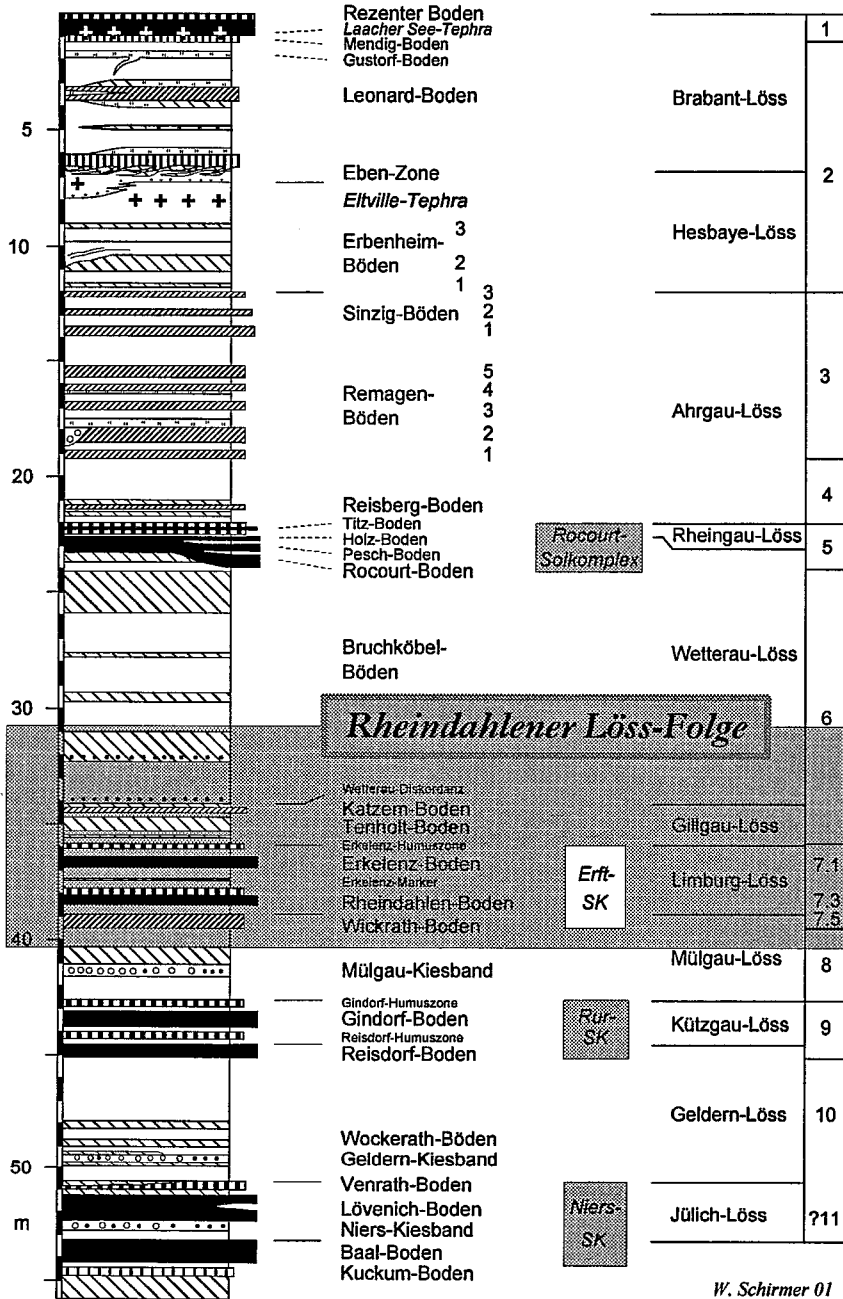 Rezenter Boden
Laacher See-Tephra
Mendig-Boden
Gustorf-Boden
Leonard-Boden
Eben-Zone
Eltville-Tephra
Erbenheim-
Böden
3
2
1
Sinzig-Böden
3
2
1
Remagen-
Böden
5
4
3
2
1
Reisberg-Boden
Titz-Boden
Holz-Boden
Pesch-Boden
Rocourt-Boden
Bruchköbel-
Böden
Rheindahlener Löss-Folge
Wetterau-Diskordanz
Katzem-Boden
Tenholt-Boden
Erkelenz-Humuszone
Erkelenz-Boden
Erkelenz-Marker
Rheindahlen-Boden
Wickrath-Boden
Mülgau-Kiesband
Gindorf-Humuszone
Gindorf-Boden
Reisdorf-Humuszone
Reisdorf-Boden
Wockerath-Böden
Geldern-Kiesband
Venrath-Boden
Lövenich-Boden
Niers-Kiesband
Baal-Boden
Kuckum-Boden
5
10
20
30
40
50
m
Rocourt-
Solkomplex
Erft-
SK
Rur-
SK
Niers-
SK
Brabant-Löss
Hesbaye-Löss
Ahrgau-Löss
Rheingau-Löss
Wetterau-Löss
Gillgau-Löss
Limburg-Löss
Mülgau-Löss
Kützgau-Löss
Geldern-Löss
Jülich-Löss
1
2
3
4
5
6
7.1
7.3
7.5
8
9
10
?11
W. Schirmer 01